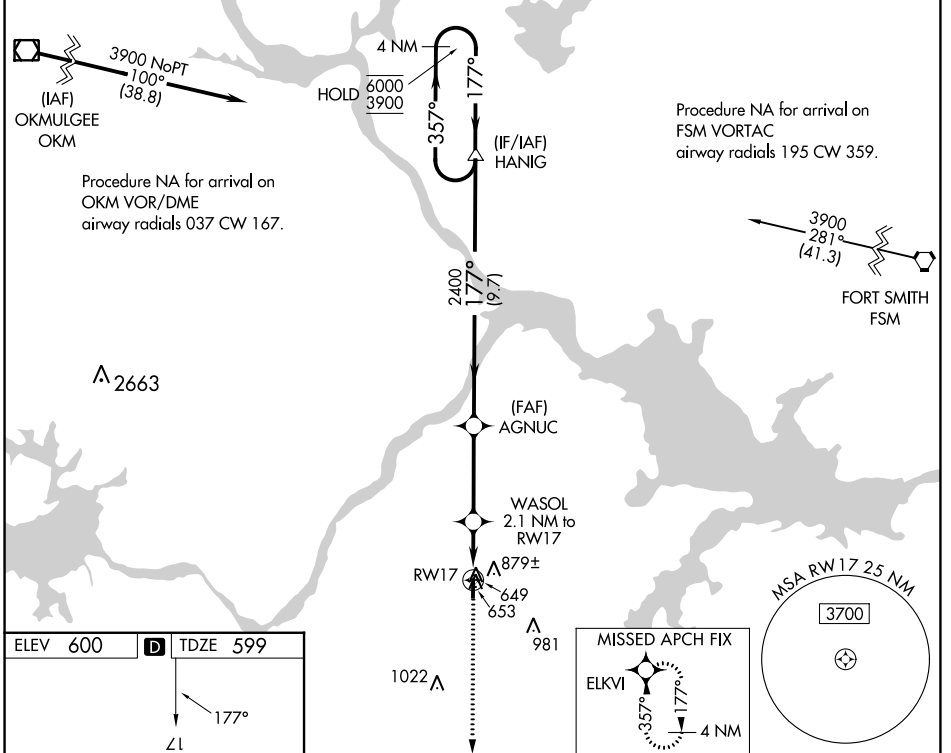 3900 NoPT
100°
(38.8)
(IAF)
OKMULGEE
OKM
4 NM
HOLD 6000
3900
357°
177°
(IF/IAF)
HANIG
Procedure NA for arrival on
FSM VORTAC
airway radials 195 CW 359.
Procedure NA for arrival on
OKM VOR/DME
airway radials 037 CW 167.
3900
281°
(41.3)
FORT SMITH
FSM
2400
177°
(9.7)
2663
(FAF)
AGNUC
WASOL
2.1 NM to
RW17
RW17
879±
649
653
981
1022
MSA RW17 25 NM
3700
MISSED APCH FIX
ELKVI
357°
177°
4 NM
ELEV 600 D TDZE 599
177°
17